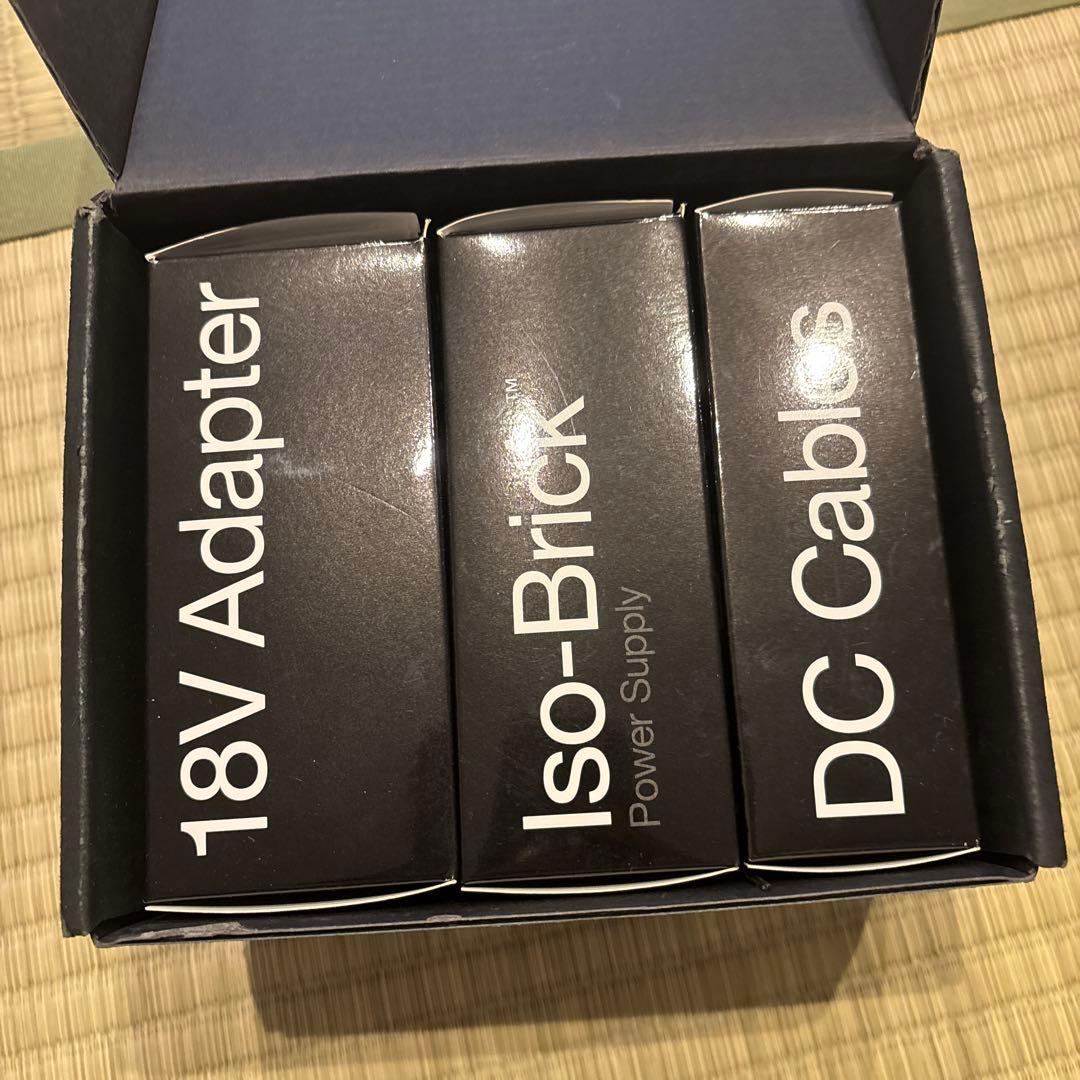 18V Adapter
Iso-Brick™
Power Supply
DC Cables